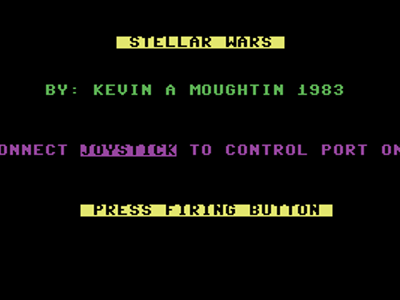 STELLAR WARS
BY: KEVIN A MOUGHTIN 1983
ONNECT JOYSTICK TO CONTROL PORT ON
PRESS FIRING BUTTON